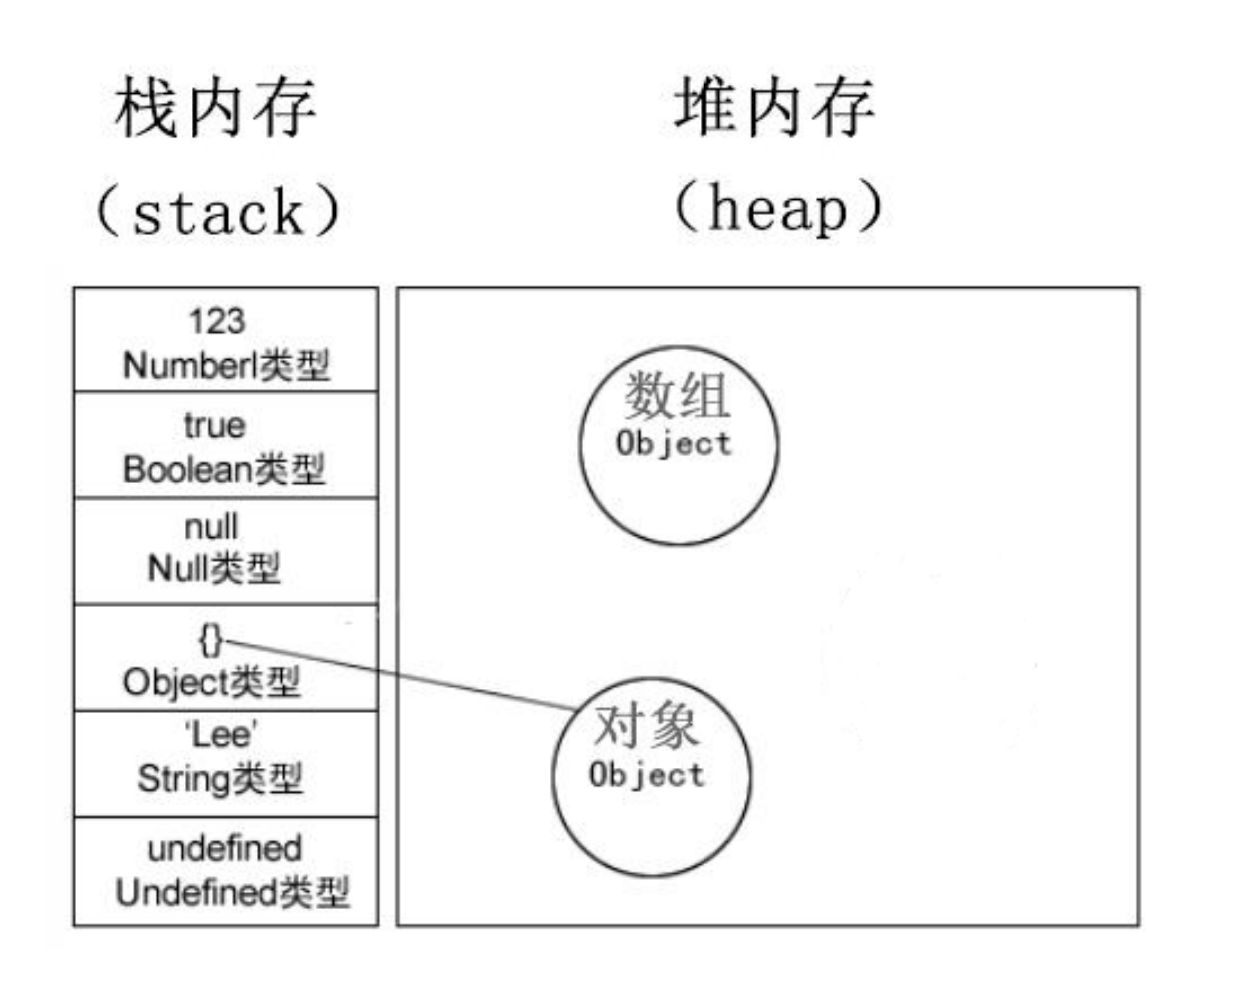 栈内存
（stack）
堆内存
（heap）
123
Numberl类型
true
Boolean类型
null
Null类型
{}
Object类型
‘Lee’
String类型
undefined
Undefined类型
数组
Object
对象
Object